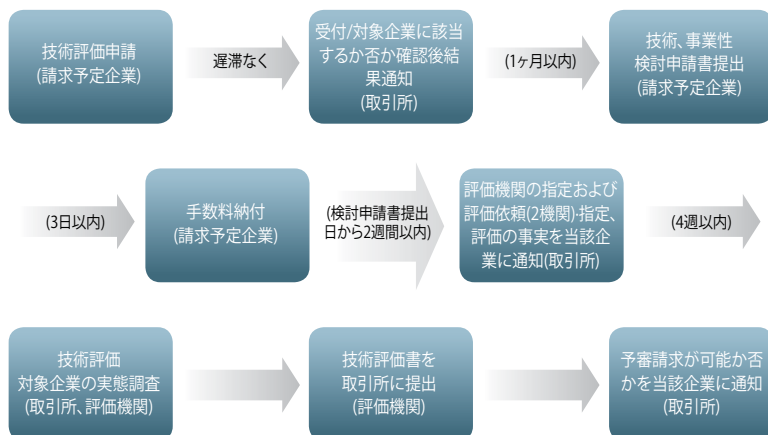 技術評価申請
(請求予定企業)
遅滞なく
受付/対象企業に該当
するか否か確認後結
果通知
(取引所)
(1ヶ月以内)
技術、事業性
検討申請書提出
(請求予定企業)
(3日以内)
手数料納付
(請求予定企業)
(検討申請書提出
日から2週間以内)
評価機関の指定および
評価依頼(2機関)·指定、
評価の事実を当該企
業に通知(取引所)
(4週以内)
技術評価
対象企業の実態調査
(取引所、評価機関)
技術評価書を
取引所に提出
(評価機関)
予審請求が可能か否
かを当該企業に通知
(取引所)